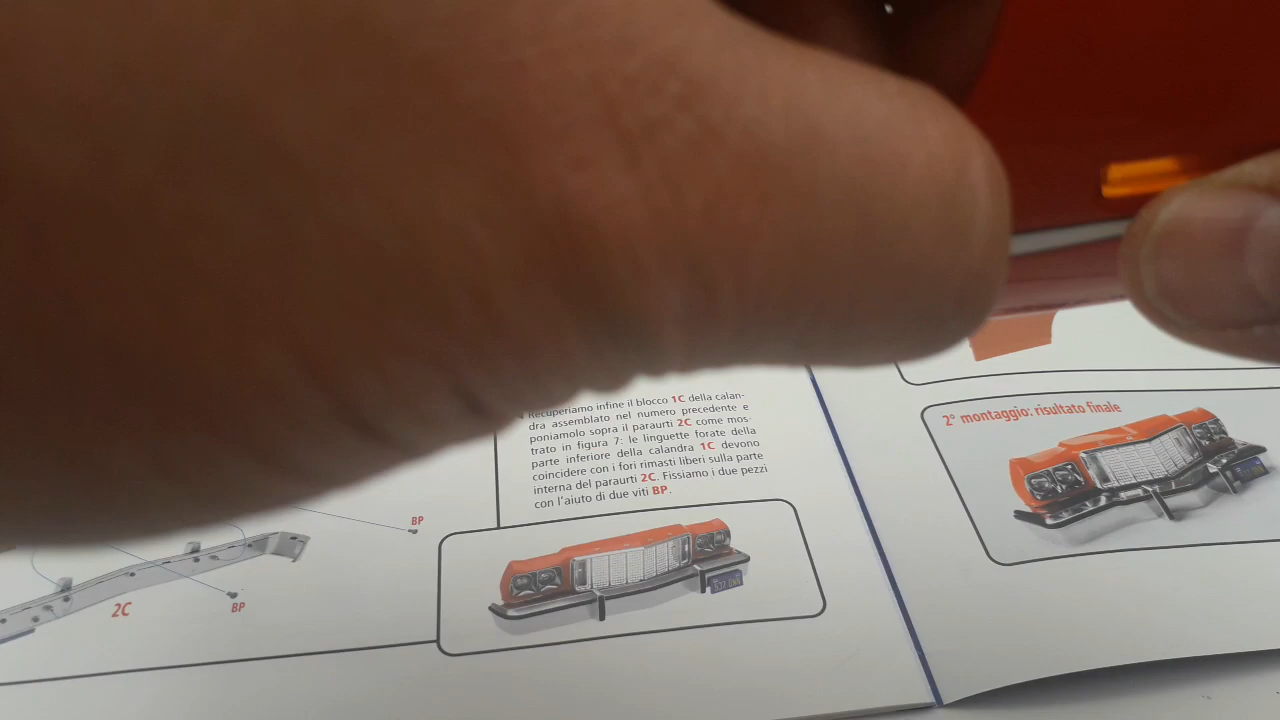 Recuperiamo infine il blocco 1C della calan-
dra assemblato nel numero precedente e
poniamolo sopra il paraurti 2C come mos-
trato in figura 7: le linguette forate della
parte inferiore della calandra 1C devono
coincidere con i fori rimasti liberi sulla parte
interna del paraurti 2C. Fissiamo i due pezzi
con l'aiuto di due viti BP.
BP
2C
BP
2° montaggio: risultato finale